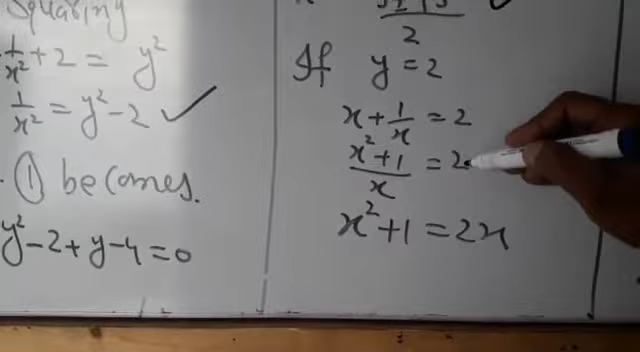 Squaring
1/x² + 2 = y²
1/x² = y² - 2 ✓
① becomes.
y² - 2 + y - 4 = 0
2
If y = 2
x + 1/x = 2
(x² + 1)/x = 2
x² + 1 = 2x